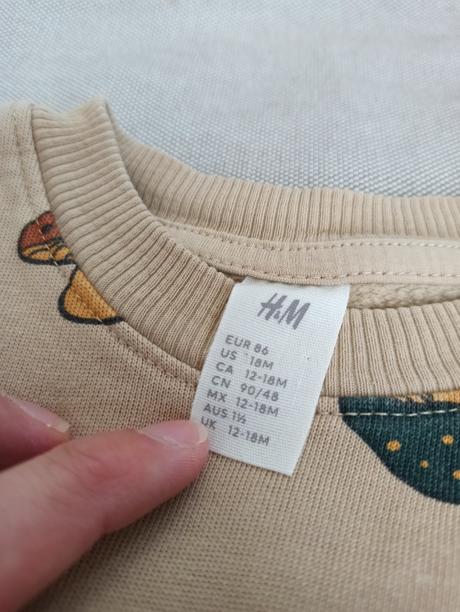 H&M
EUR 86
US 18M
CA 12-18M
CN 90/48
MX 12-18M
AUS 1½
UK 12-18M